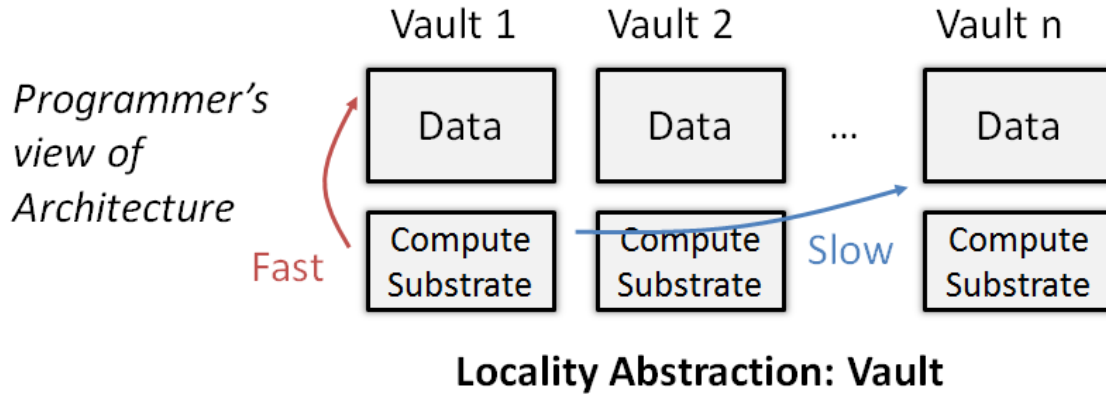 Vault 1
Vault 2
Vault n
Programmer’s
view of
Architecture
Data
Data
...
Data
Fast
Compute
Substrate
Compute
Substrate
Slow
Compute
Substrate
Locality Abstraction: Vault